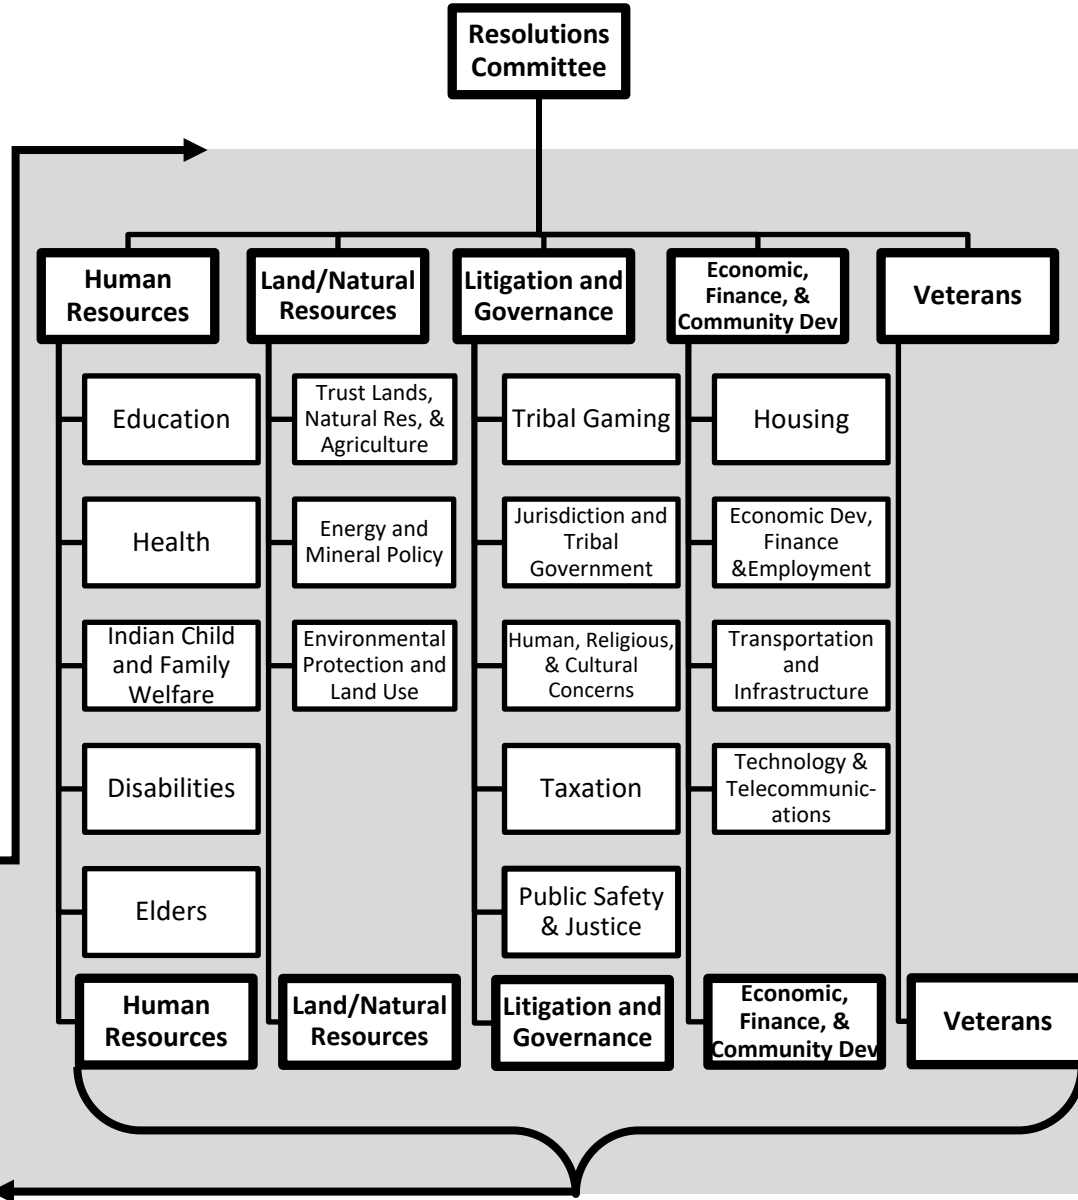 Resolutions
Committee
Human
Resources
Land/Natural
Resources
Litigation and
Governance
Economic,
Finance, &
Community Dev
Veterans
Education
Trust Lands,
Natural Res, &
Agriculture
Tribal Gaming
Housing
Health
Energy and
Mineral Policy
Jurisdiction and
Tribal
Government
Economic Dev,
Finance
&Employment
Indian Child
and Family
Welfare
Environmental
Protection and
Land Use
Human, Religious,
& Cultural
Concerns
Transportation
and
Infrastructure
Disabilities
Taxation
Technology &
Telecommunic-
ations
Elders
Public Safety
& Justice
Human
Resources
Land/Natural
Resources
Litigation and
Governance
Economic,
Finance, &
Community Dev
Veterans